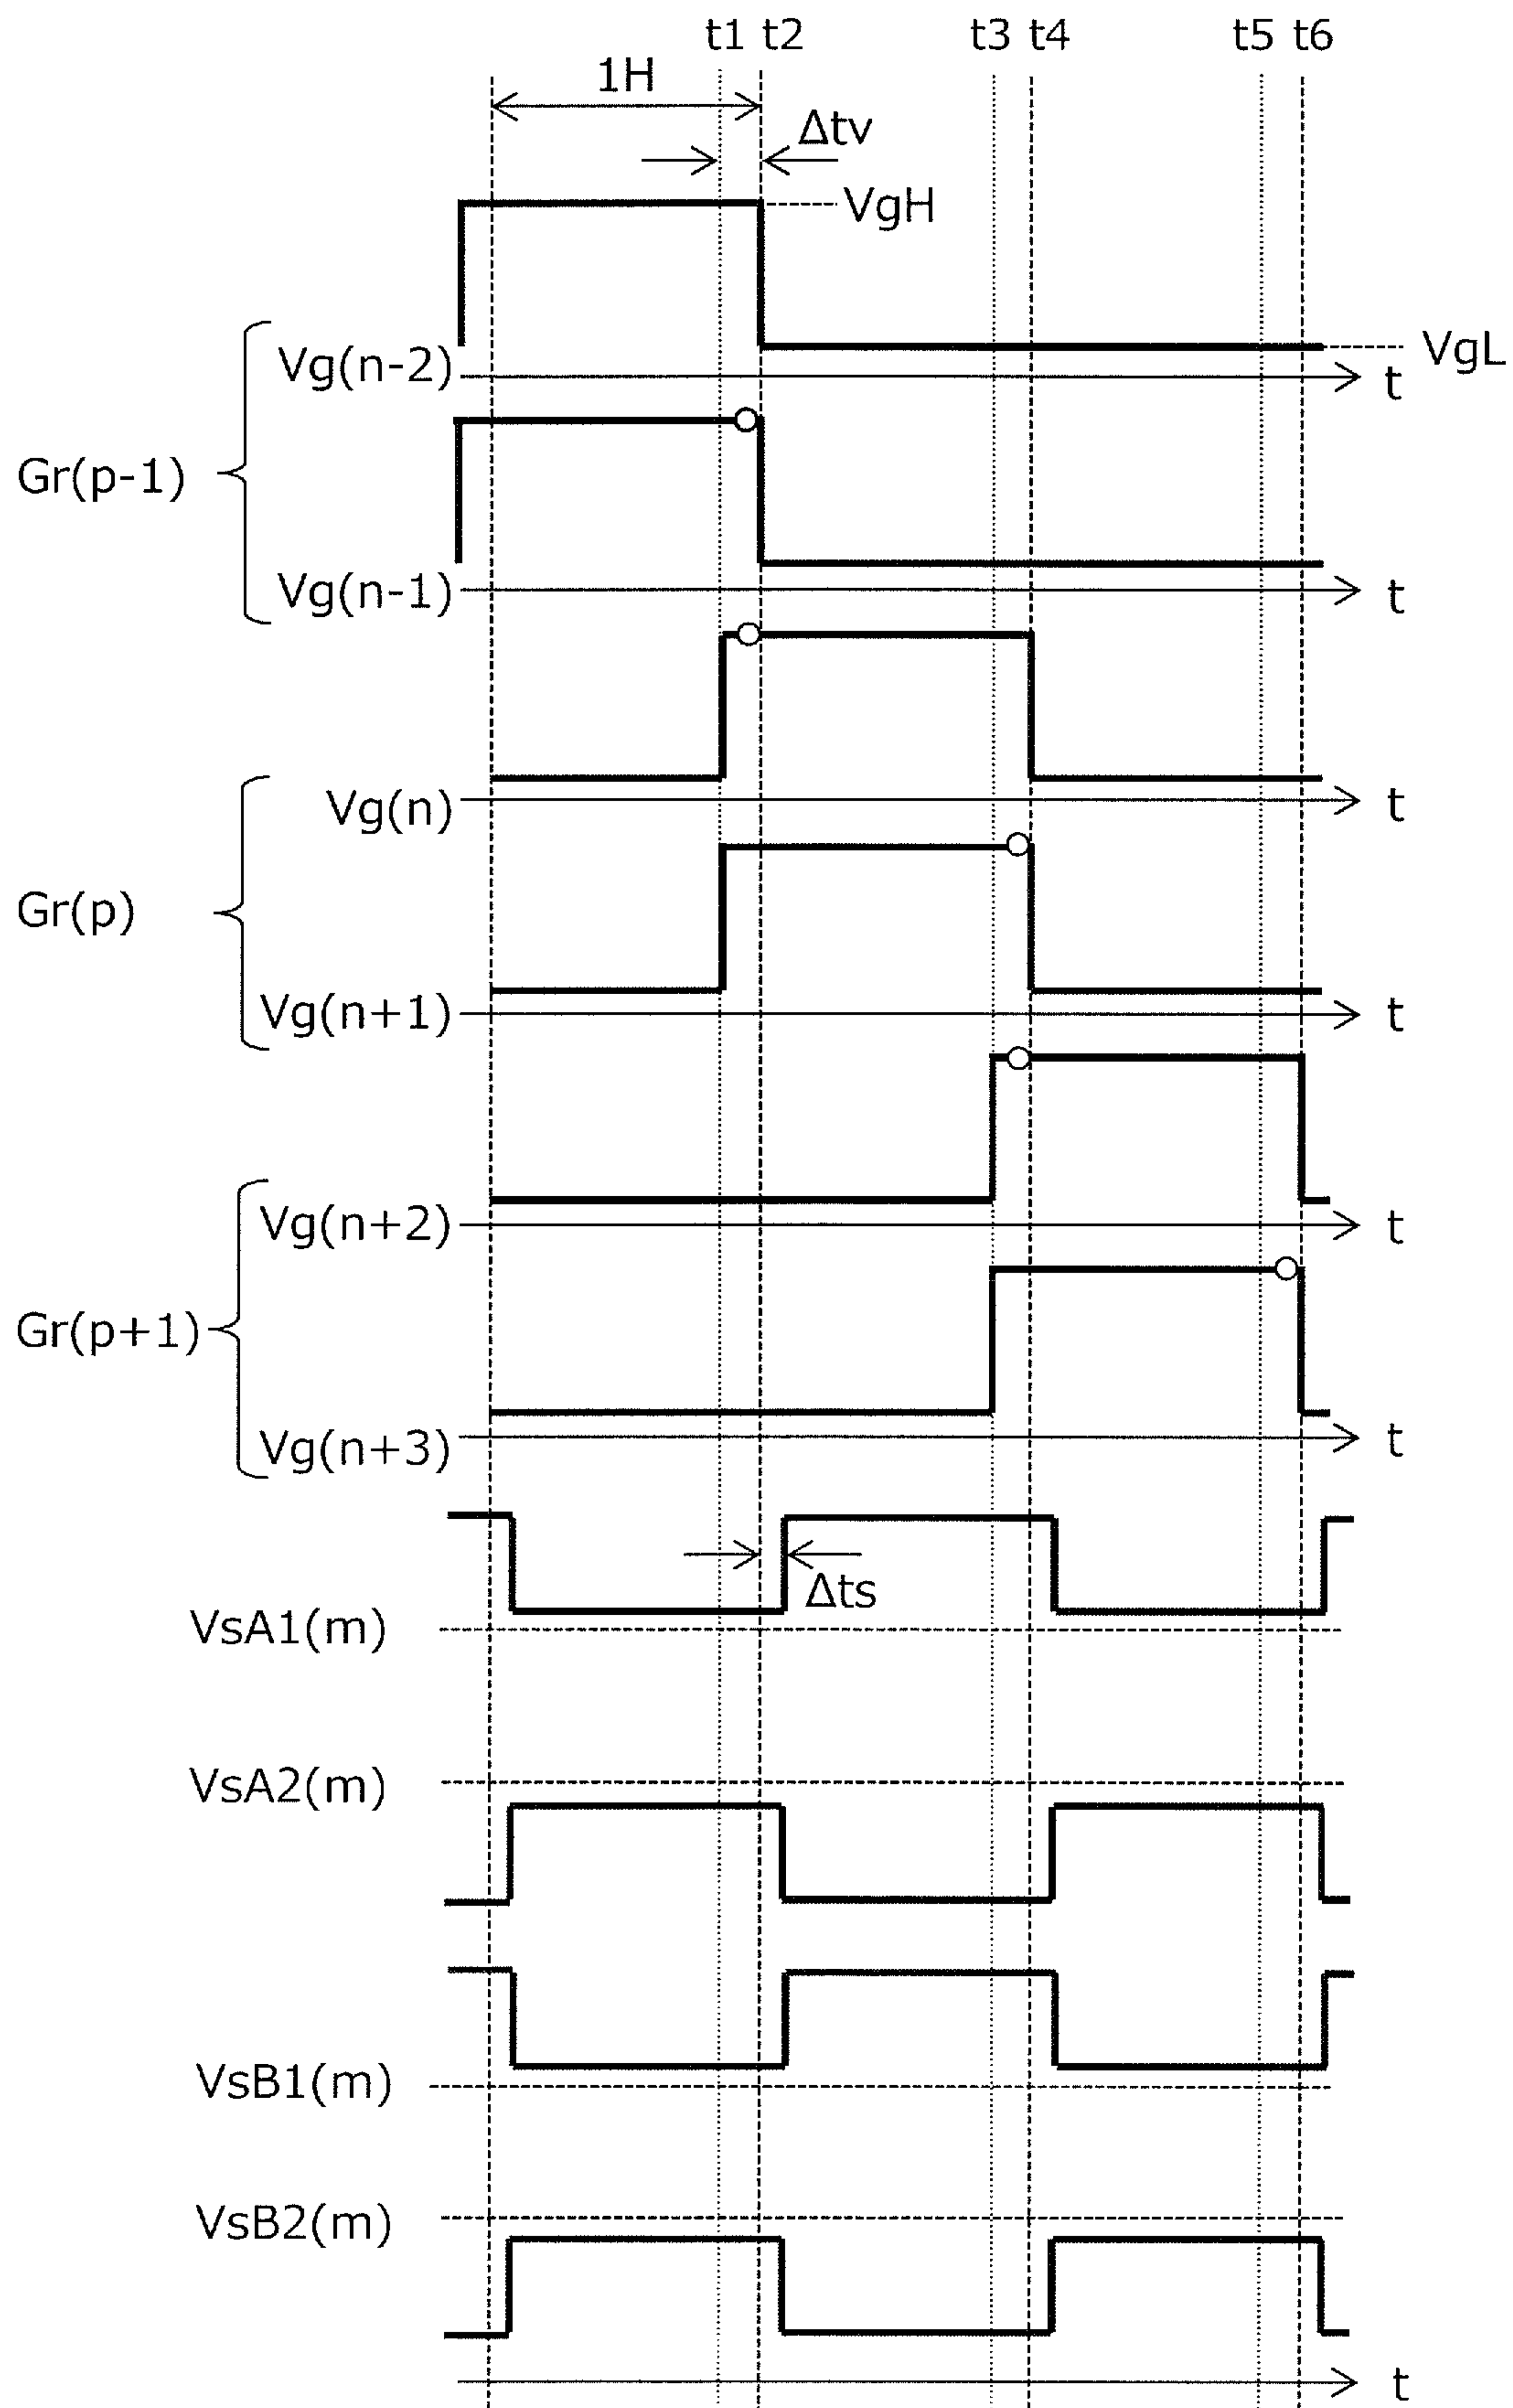 t1 t2 t3 t4 t5 t6
1H
Δtv
VgH
VgL
Vg(n-2)
t
Gr(p-1)
Vg(n-1)
t
Vg(n)
t
Gr(p)
Vg(n+1)
t
Vg(n+2)
t
Gr(p+1)
Vg(n+3)
t
Δts
VsA1(m)
VsA2(m)
VsB1(m)
VsB2(m)
t